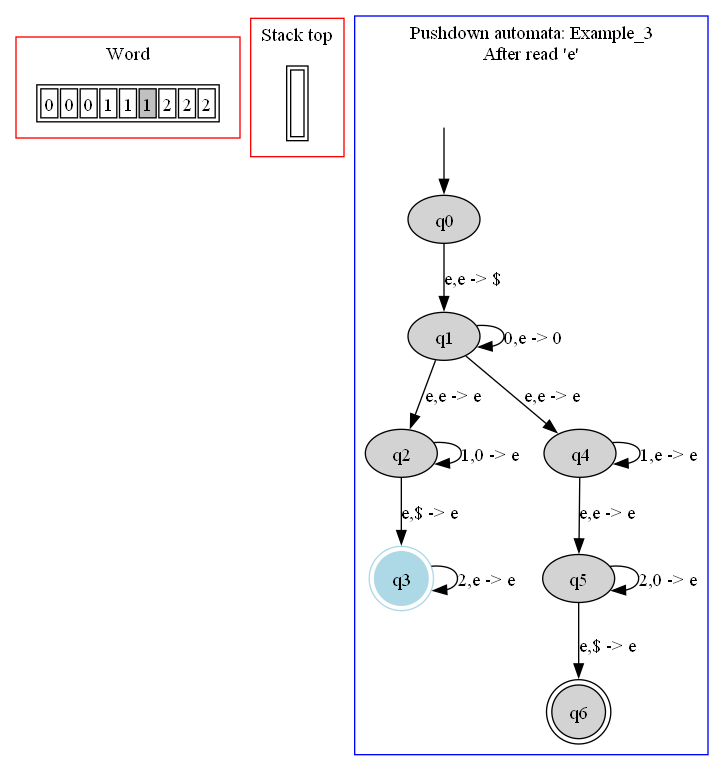 Word
0 0 0 1 1 1 2 2 2
Stack top
Pushdown automata: Example_3
After read 'e'
q0
e,e -> $
q1
0,e -> 0
e,e -> e
e,e -> e
q2
1,0 -> e
q4
1,e -> e
e,$ -> e
e,e -> e
q3
2,e -> e
q5
2,0 -> e
e,$ -> e
q6